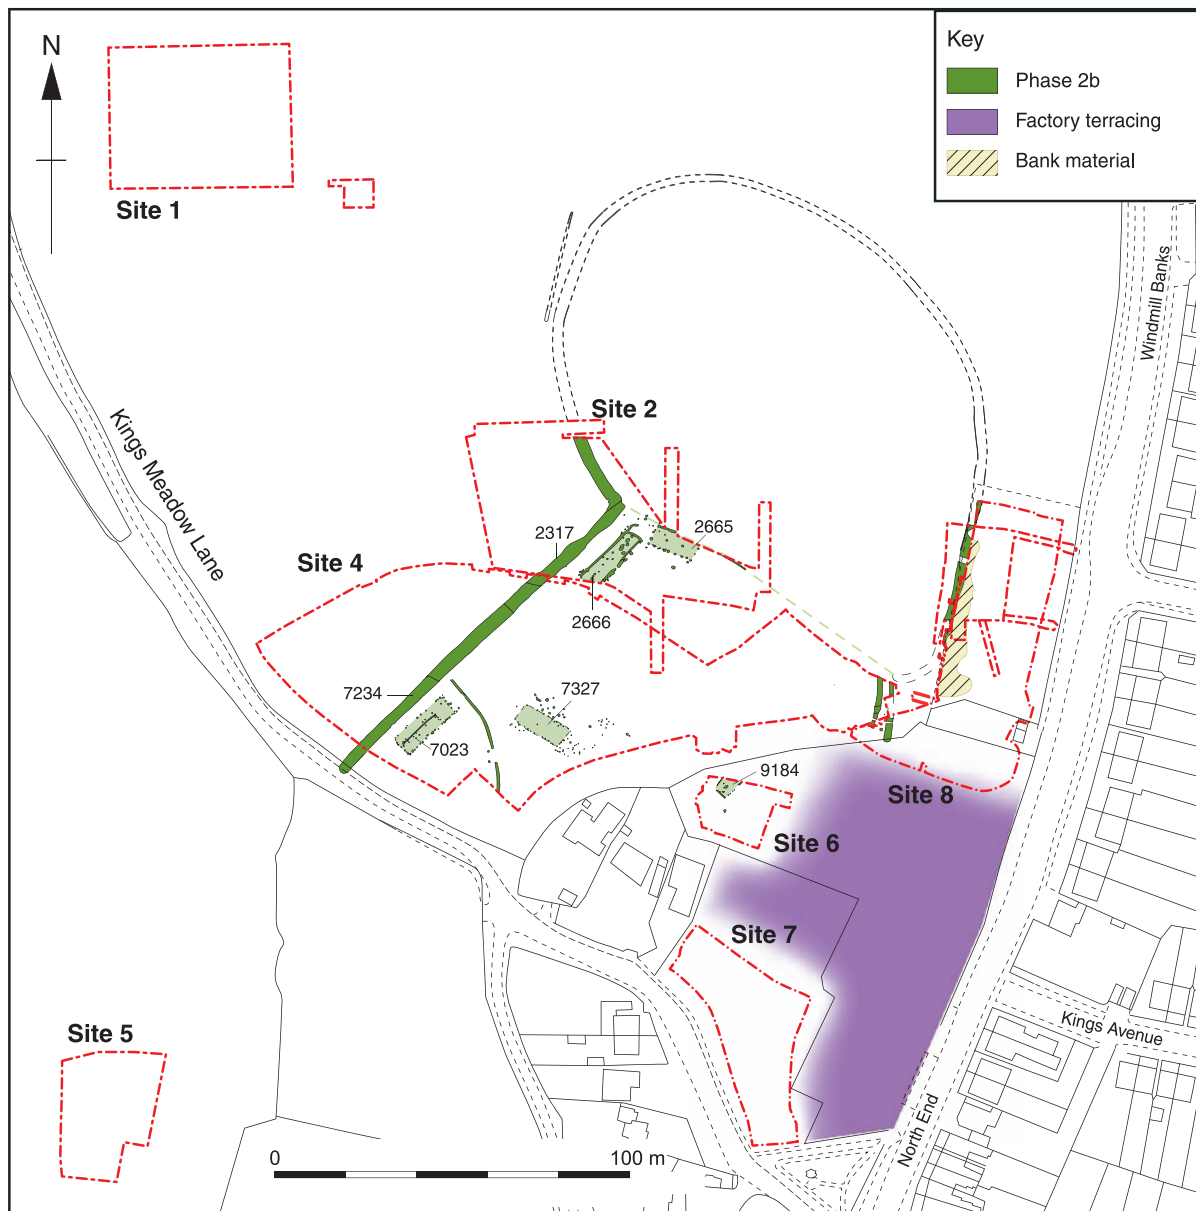 N
Key
Phase 2b
Factory terracing
Bank material
Site 1
Windmill Banks
Kings Meadow Lane
Site 2
2317
2665
Site 4
2666
7234
7327
7023
9184
Site 8
Site 6
Site 7
Site 5
Kings Avenue
North End
0
100 m